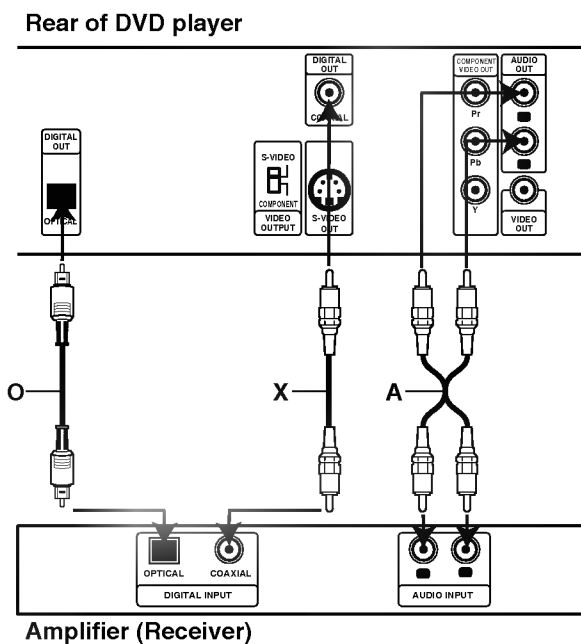 Rear of DVD player
DIGITAL
OUT
OPTICAL
DIGITAL
OUT
COAXIAL
S-VIDEO
COMPONENT
VIDEO
OUTPUT
S-VIDEO
OUT
COMPONENT
VIDEO OUT
Pr
Pb
Y
AUDIO
OUT
VIDEO
OUT
O
X
A
OPTICAL
COAXIAL
DIGITAL INPUT
AUDIO INPUT
Amplifier (Receiver)